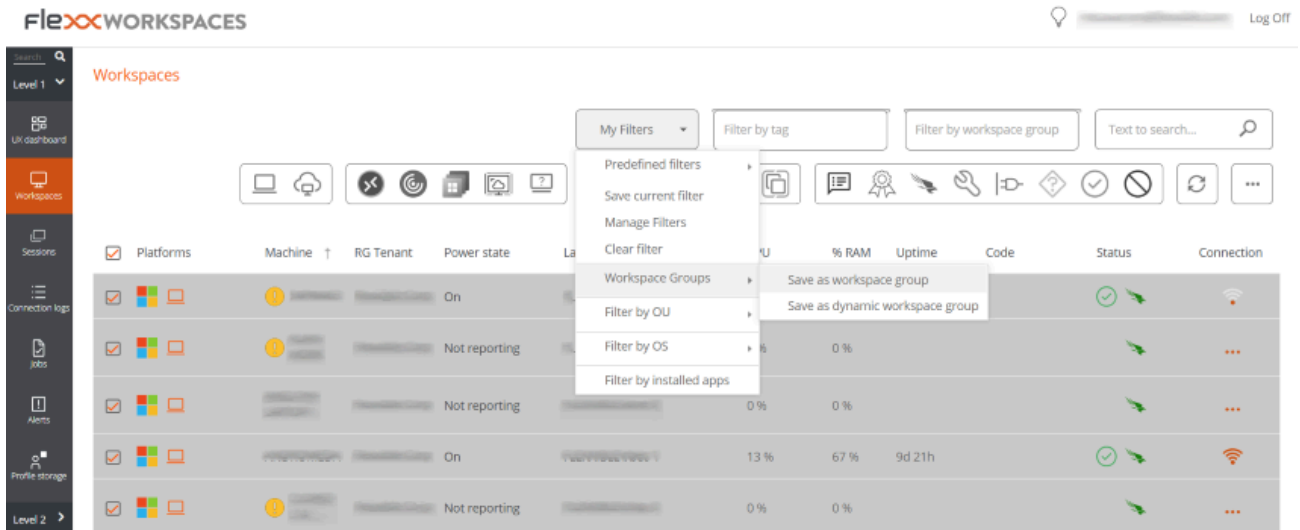 FlexxWORKSPACES
Log Off
Search
Level 1
Workspaces
UX dashboard
My Filters
Filter by tag
Filter by workspace group
Text to search...
Workspaces
Predefined filters
Save current filter
Manage Filters
Clear filter
Workspace Groups
Save as workspace group
Save as dynamic workspace group
Filter by OU
Filter by OS
Filter by installed apps
Sessions
Connection logs
Jobs
Alerts
Profile storage
Level 2
Platforms Machine ↑ RG Tenant Power state La PU % RAM Uptime Code Status Connection
On
Not reporting % 0 %
Not reporting 0 % 0 %
On 13 % 67 % 9d 21h
Not reporting 0 % 0 %